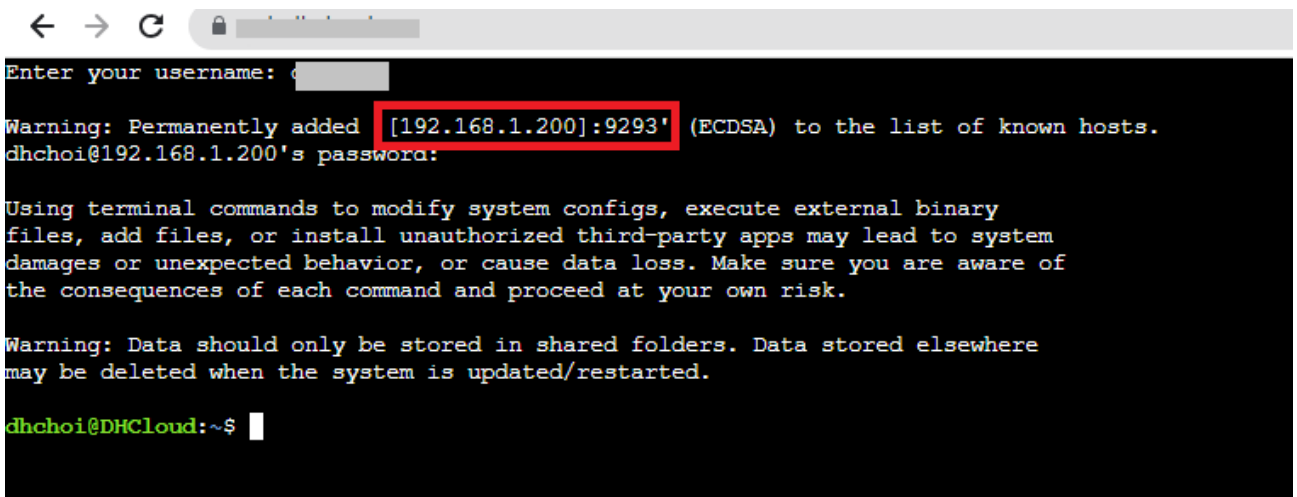 Enter your username:
Warning: Permanently added [192.168.1.200]:9293' (ECDSA) to the list of known hosts.
dhchoi@192.168.1.200's password:
Using terminal commands to modify system configs, execute external binary
files, add files, or install unauthorized third-party apps may lead to system
damages or unexpected behavior, or cause data loss. Make sure you are aware of
the consequences of each command and proceed at your own risk.
Warning: Data should only be stored in shared folders. Data stored elsewhere
may be deleted when the system is updated/restarted.
dhchoi@DHCloud:~$